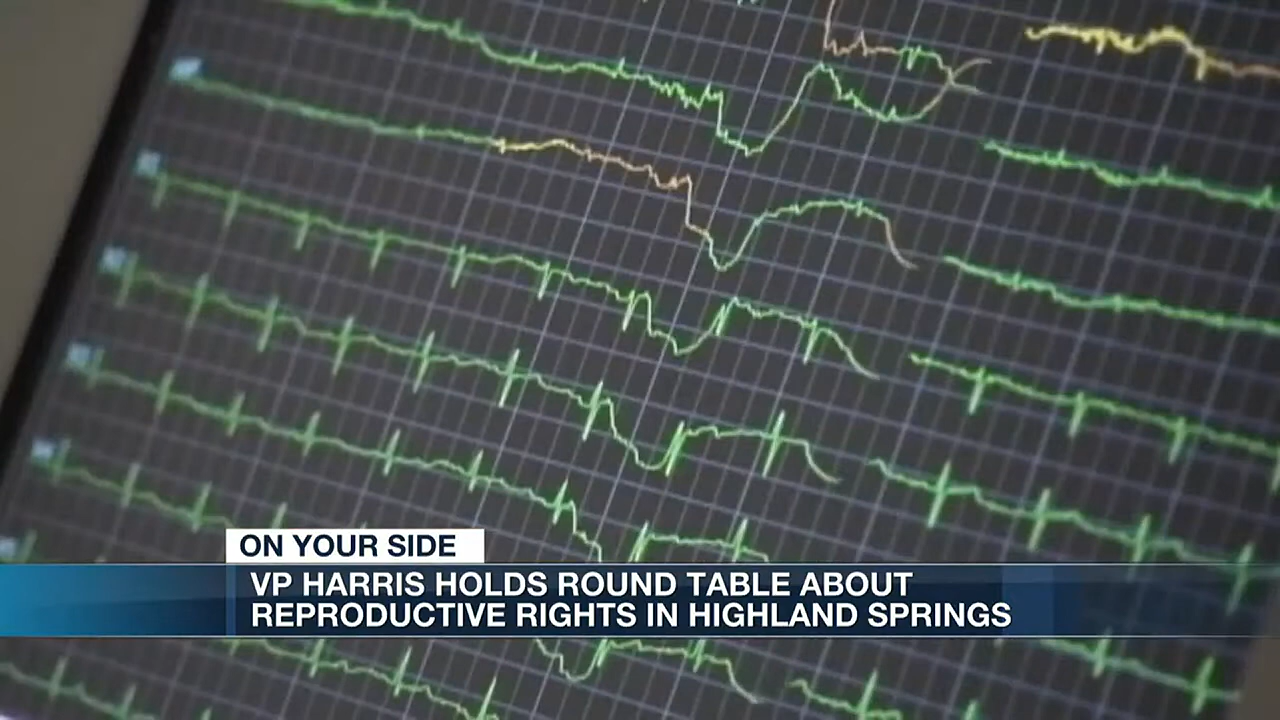 ON YOUR SIDE
VP HARRIS HOLDS ROUND TABLE ABOUT
REPRODUCTIVE RIGHTS IN HIGHLAND SPRINGS